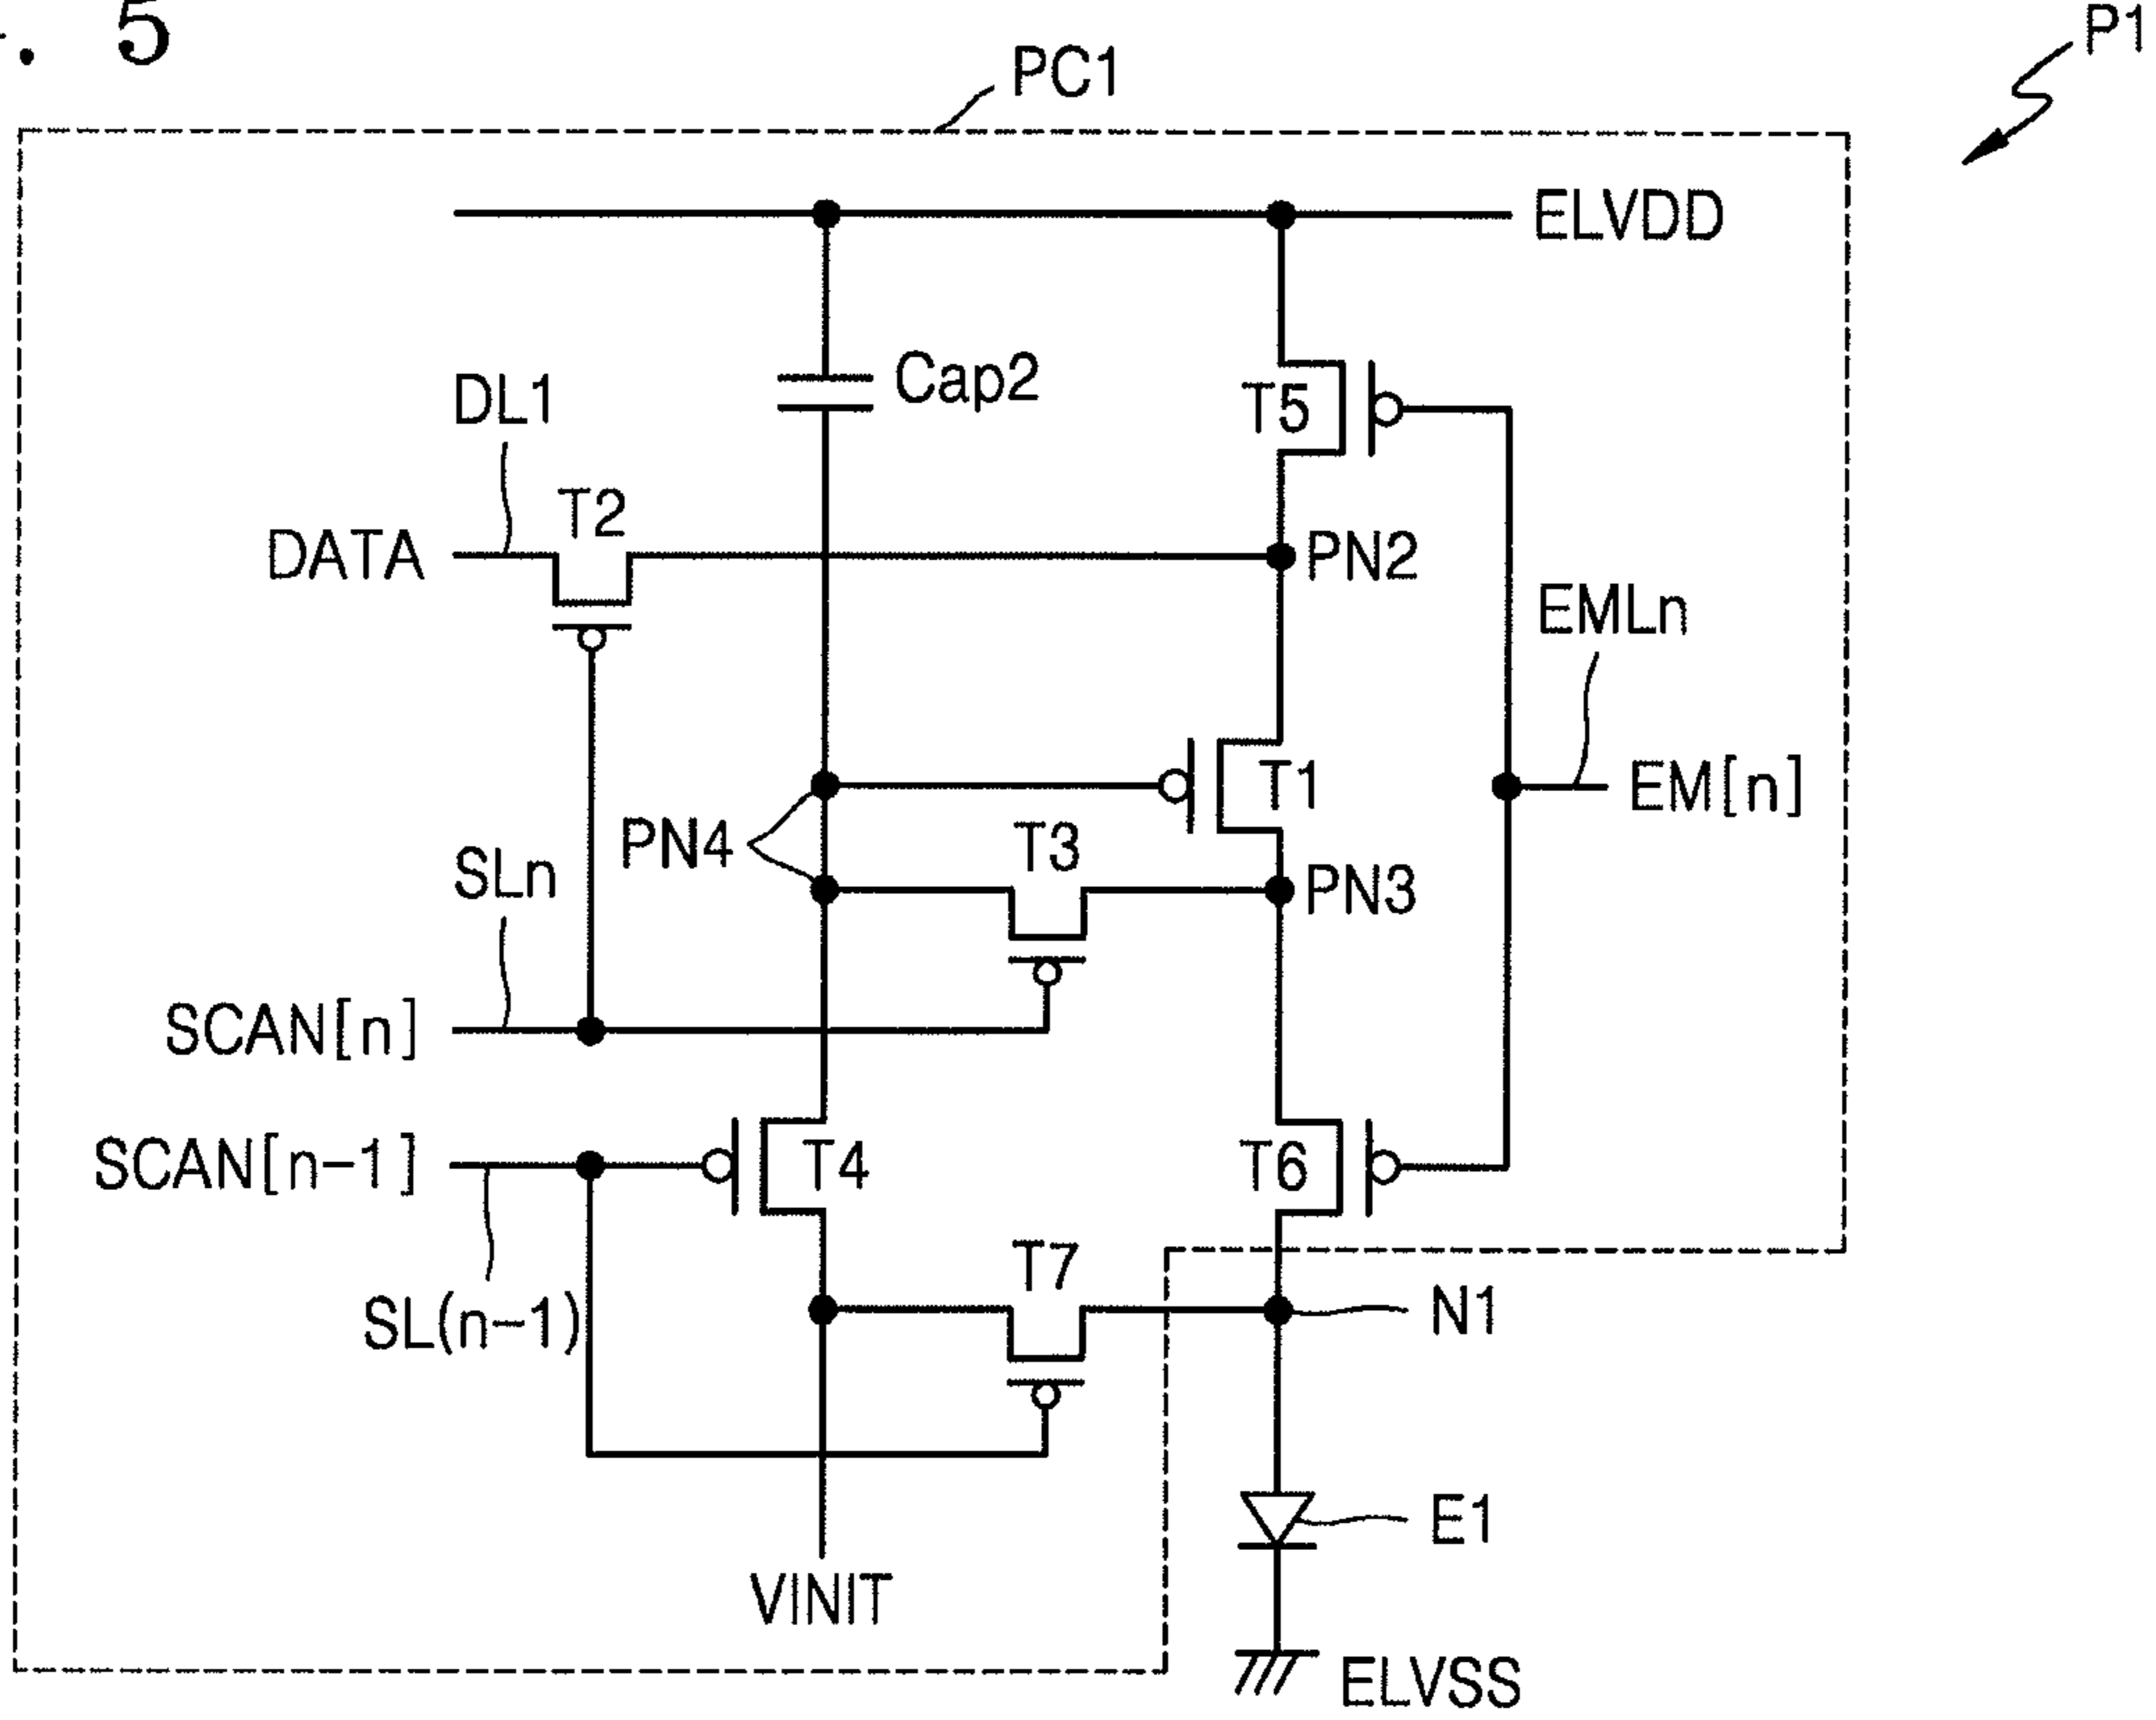 . 5
P1
PC1
ELVDD
Cap2
T5
DL1
T2
DATA
PN2
EMLn
T1
EM[n]
PN4
T3
SLn
PN3
SCAN[n]
SCAN[n-1]
T4
T6
T7
SL(n-1)
N1
E1
VINIT
ELVSS